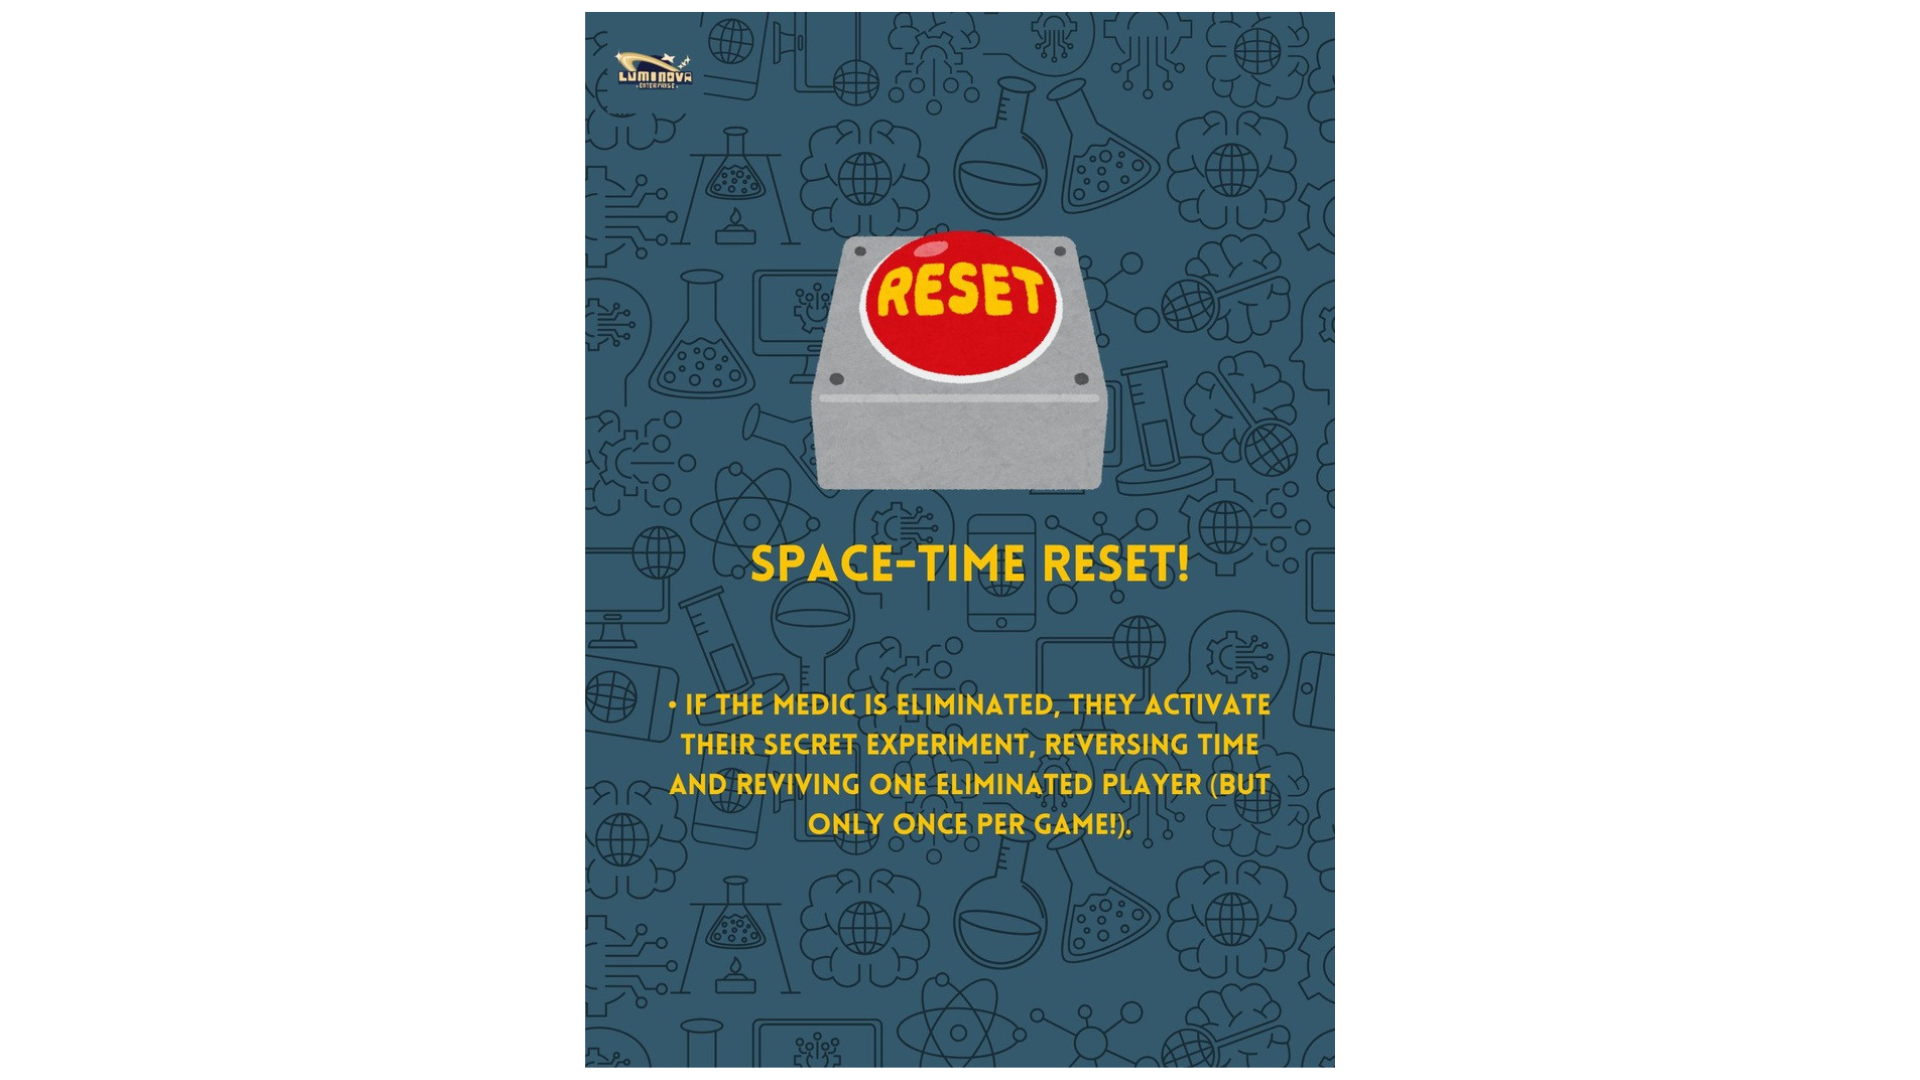 LUMINOVA
• ENTERPRISE •
RESET
SPACE-TIME RESET!
• IF THE MEDIC IS ELIMINATED, THEY ACTIVATE
THEIR SECRET EXPERIMENT, REVERSING TIME
AND REVIVING ONE ELIMINATED PLAYER (BUT
ONLY ONCE PER GAME!).